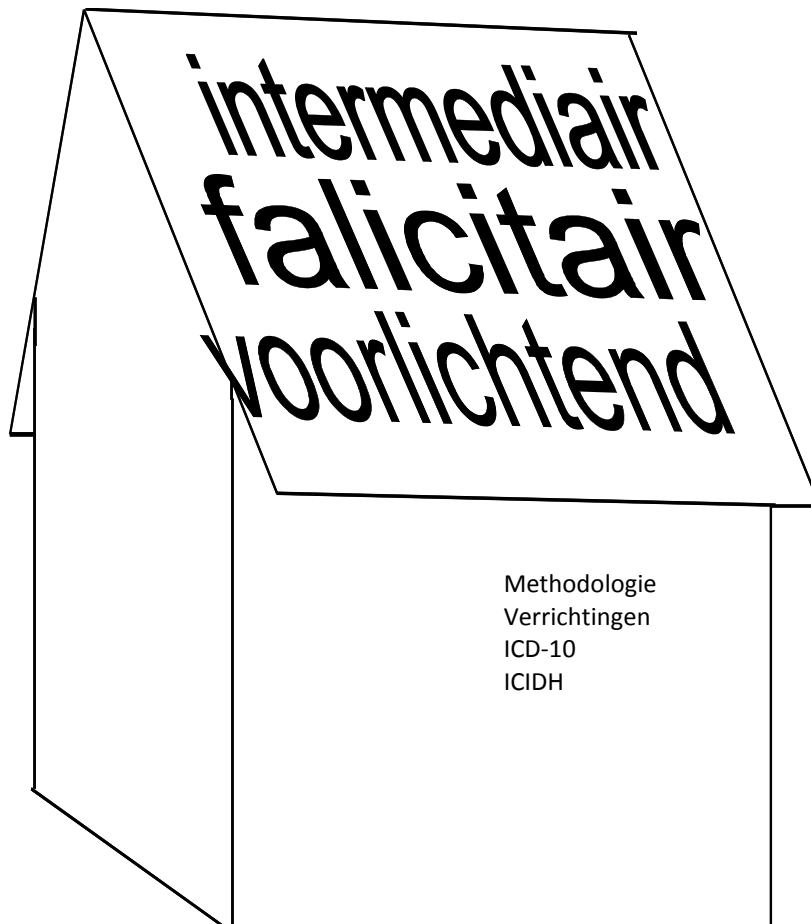 intermediair
falicitair
voorlichtend
Methodologie
Verrichtingen
ICD-10
ICIDH